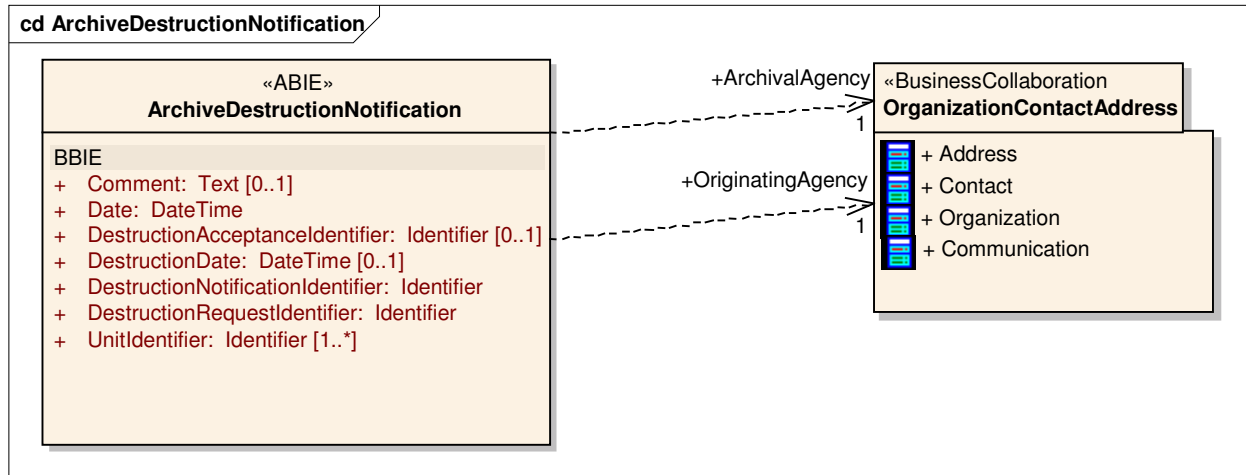 cd ArchiveDestructionNotification
«ABIE»
ArchiveDestructionNotification
BBIE
+ Comment: Text [0..1]
+ Date: DateTime
+ DestructionAcceptanceIdentifier: Identifier [0..1]
+ DestructionDate: DateTime [0..1]
+ DestructionNotificationIdentifier: Identifier
+ DestructionRequestIdentifier: Identifier
+ UnitIdentifier: Identifier [1..*]
+ArchivalAgency
1
+OriginatingAgency
1
«BusinessCollaboration
OrganizationContactAddress
+ Address
+ Contact
+ Organization
+ Communication